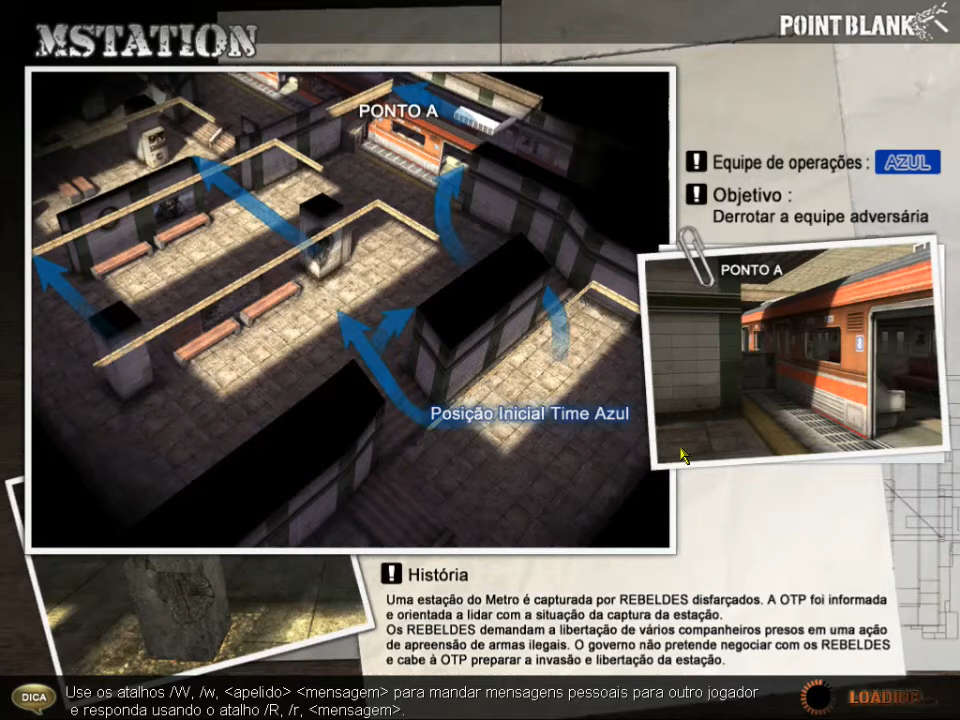 MSTATION
POINT BLANK
PONTO A
Equipe de operações : AZUL
Objetivo :
Derrotar a equipe adversária
PONTO A
Posição Inicial Time Azul
História
Uma estação do Metro é capturada por REBELDES disfarçados. A OTP foi informada
e orientada a lidar com a situação da captura da estação.
Os REBELDES demandam a libertação de vários companheiros presos em uma ação
de apreensão de armas ilegais. O governo não pretende negociar com os REBELDES
e cabe à OTP preparar a invasão e libertação da estação.
DICA
Use os atalhos /W, /w, <apelido> <mensagem> para mandar mensagens pessoais para outro jogador
e responda usando o atalho /R, /r, <mensagem>.
LOADING...